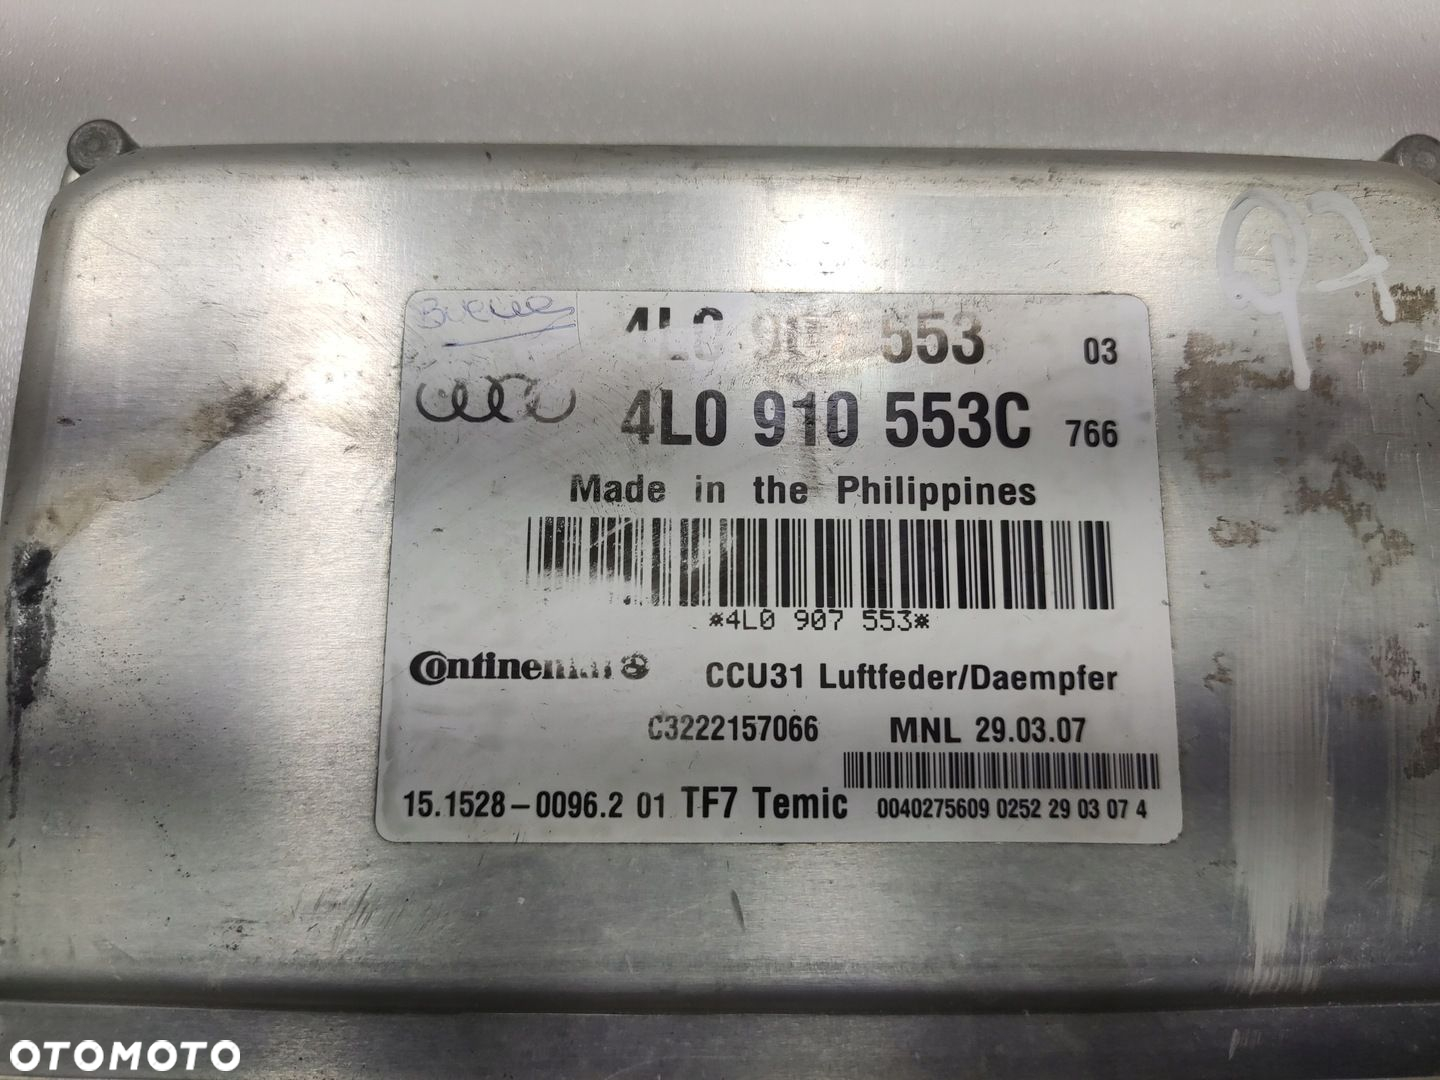 Q7
4L0 907 553 03
4L0 910 553C 766
Made in the Philippines
*4L0 907 553*
Continental
CCU31 Luftfeder/Daempfer
C3222157066 MNL 29.03.07
15.1528-0096.2 01 TF7 Temic 0040275609 0252 29 03 07 4
OTOMOTO